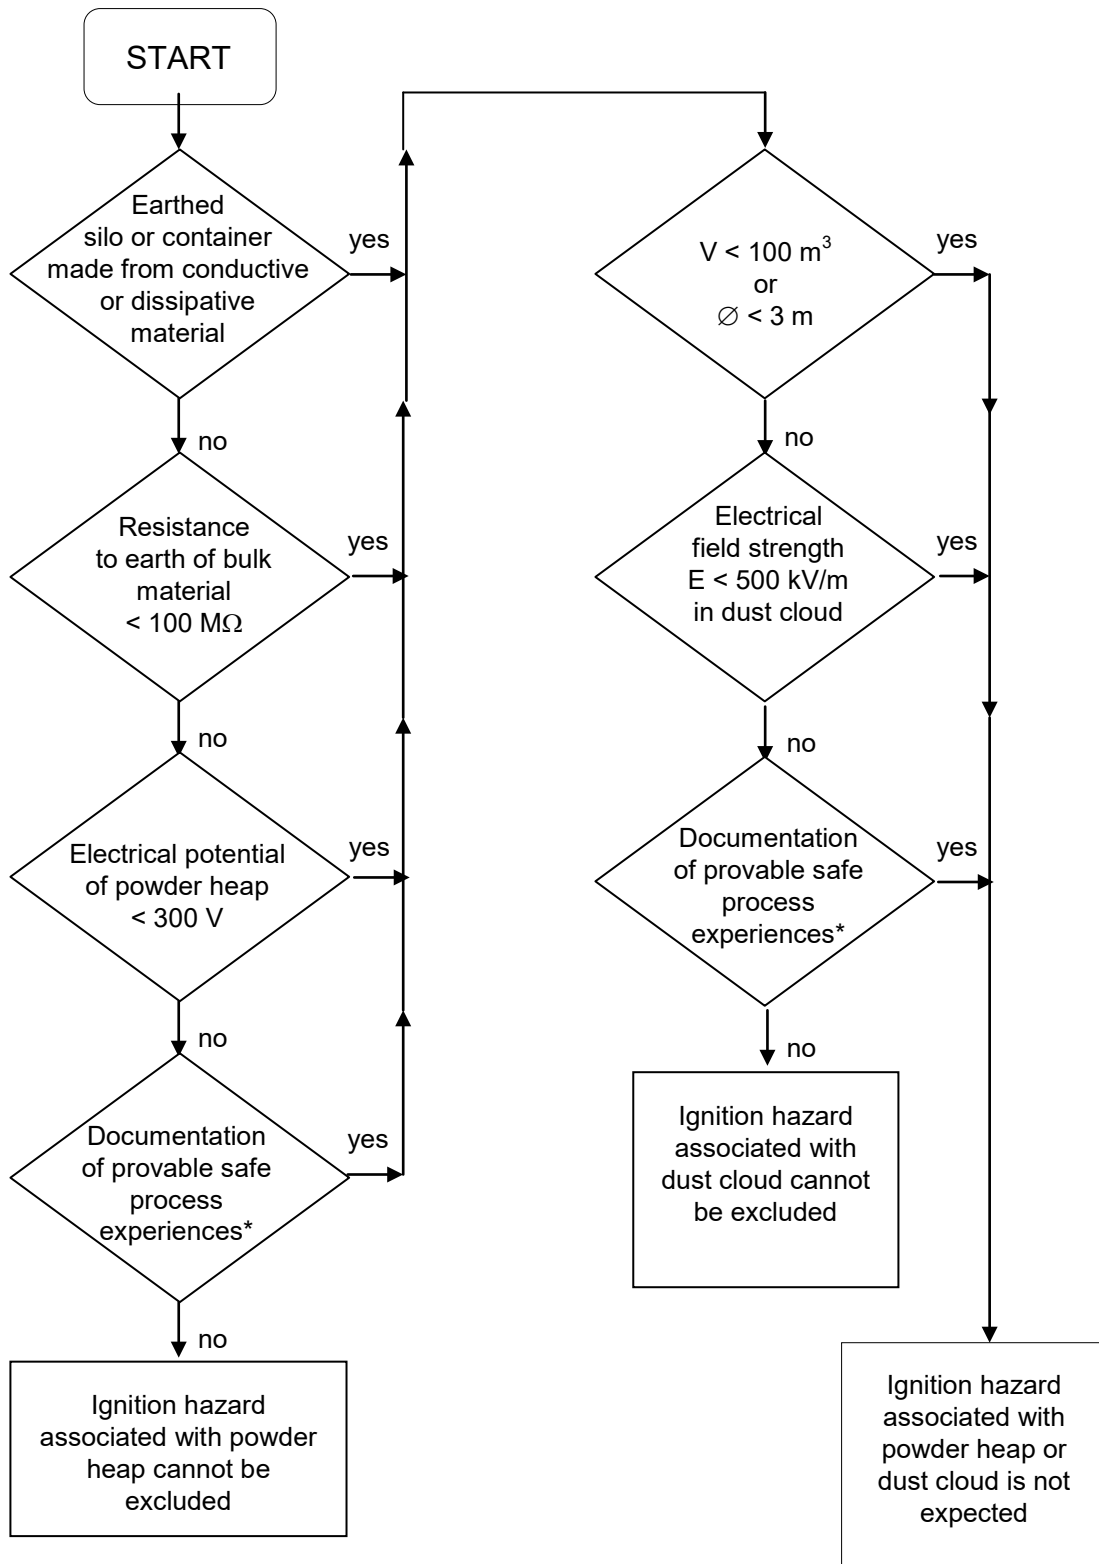 START
Earthed
silo or container
made from conductive
or dissipative
material
yes
no
Resistance
to earth of bulk
material
< 100 MΩ
yes
no
Electrical potential
of powder heap
< 300 V
yes
no
Documentation
of provable safe
process
experiences*
yes
no
Ignition hazard
associated with powder
heap cannot be
excluded
V < 100 m³
or
∅ < 3 m
yes
no
Electrical
field strength
E < 500 kV/m
in dust cloud
yes
no
Documentation
of provable safe
process
experiences*
yes
no
Ignition hazard
associated with
dust cloud cannot
be excluded
Ignition hazard
associated with
powder heap or
dust cloud is not
expected